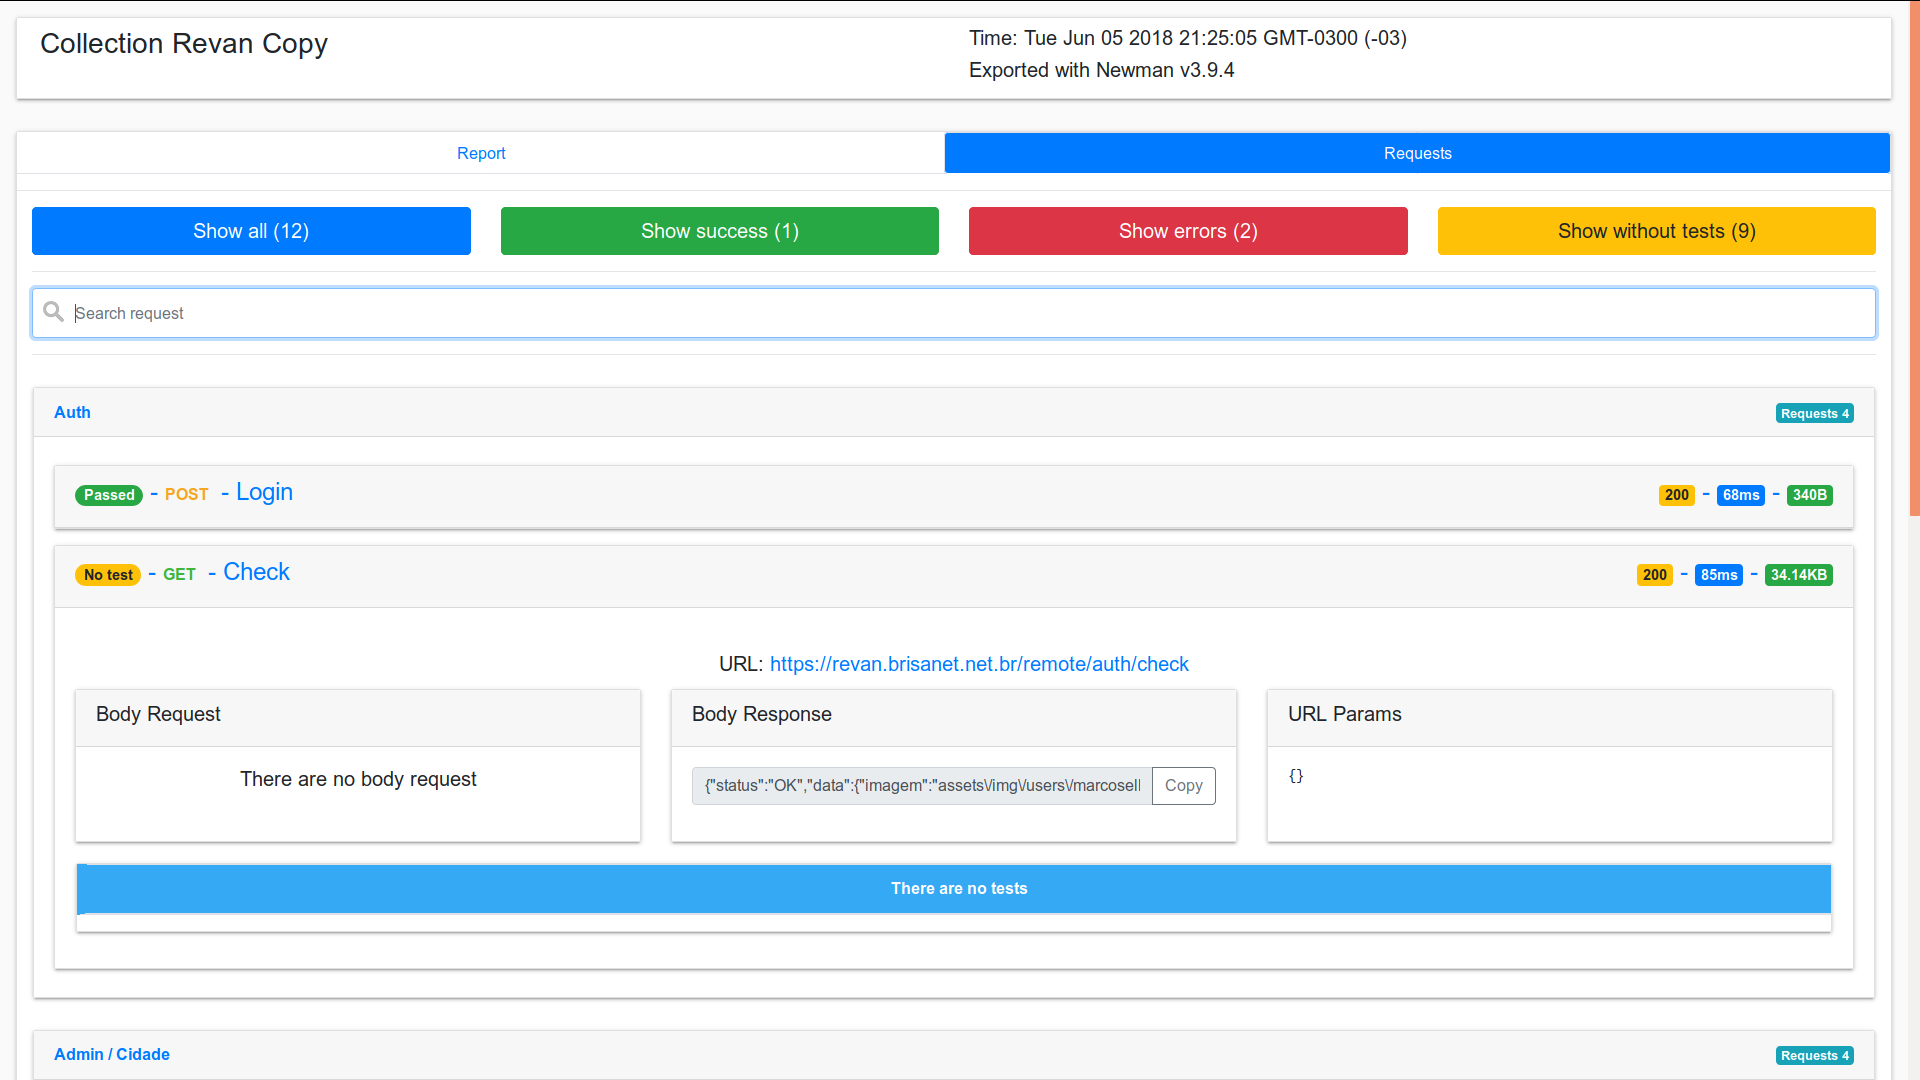 Collection Revan Copy
Time: Tue Jun 05 2018 21:25:05 GMT-0300 (-03)
Exported with Newman v3.9.4
Report
Requests
Show all (12)
Show success (1)
Show errors (2)
Show without tests (9)
Search request
Auth
Requests 4
Passed - POST - Login
200 - 68ms - 340B
No test - GET - Check
200 - 85ms - 34.14KB
URL: https://revan.brisanet.net.br/remote/auth/check
Body Request
There are no body request
Body Response
{"status":"OK","data":{"imagem":"assets\/img\/users\/marcosell
Copy
URL Params
{}
There are no tests
Admin / Cidade
Requests 4